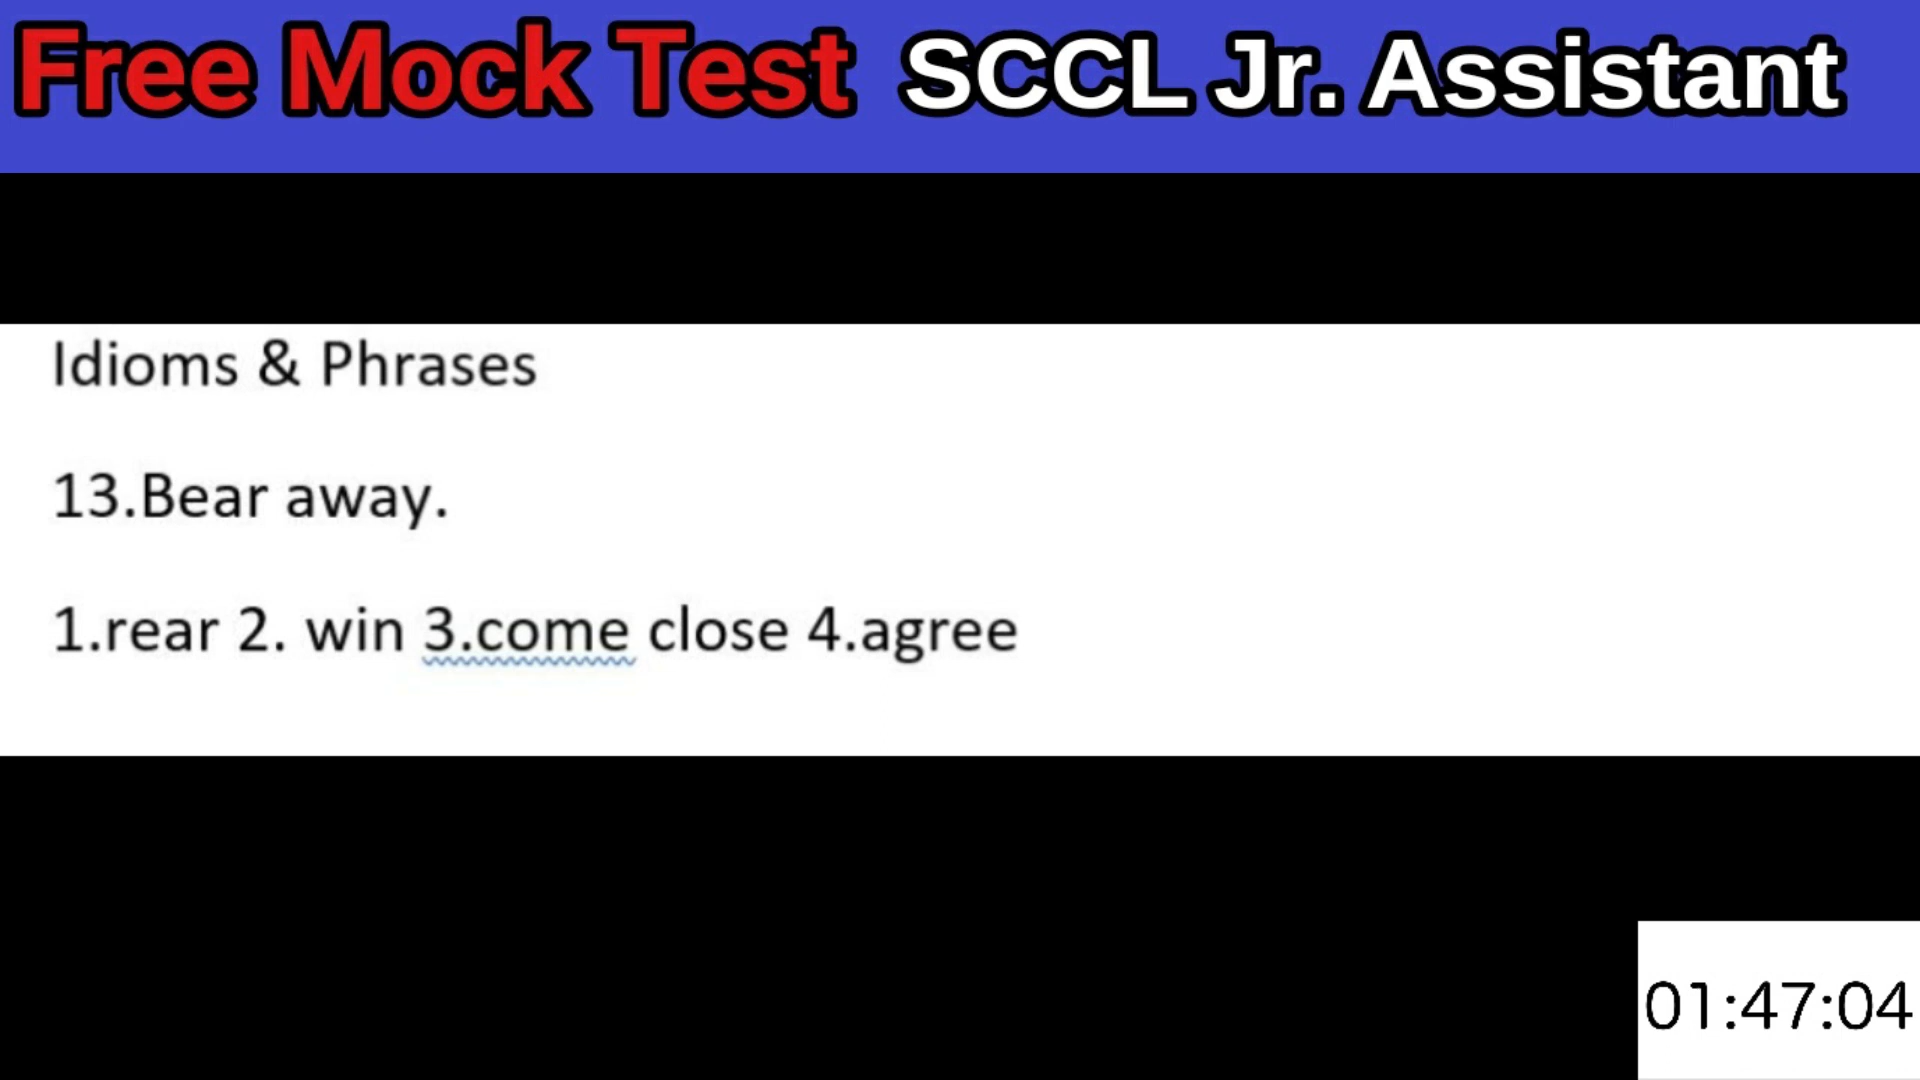 Free Mock Test SCCL Jr. Assistant
Idioms & Phrases
13.Bear away.
1.rear 2. win 3.come close 4.agree
01:47:04